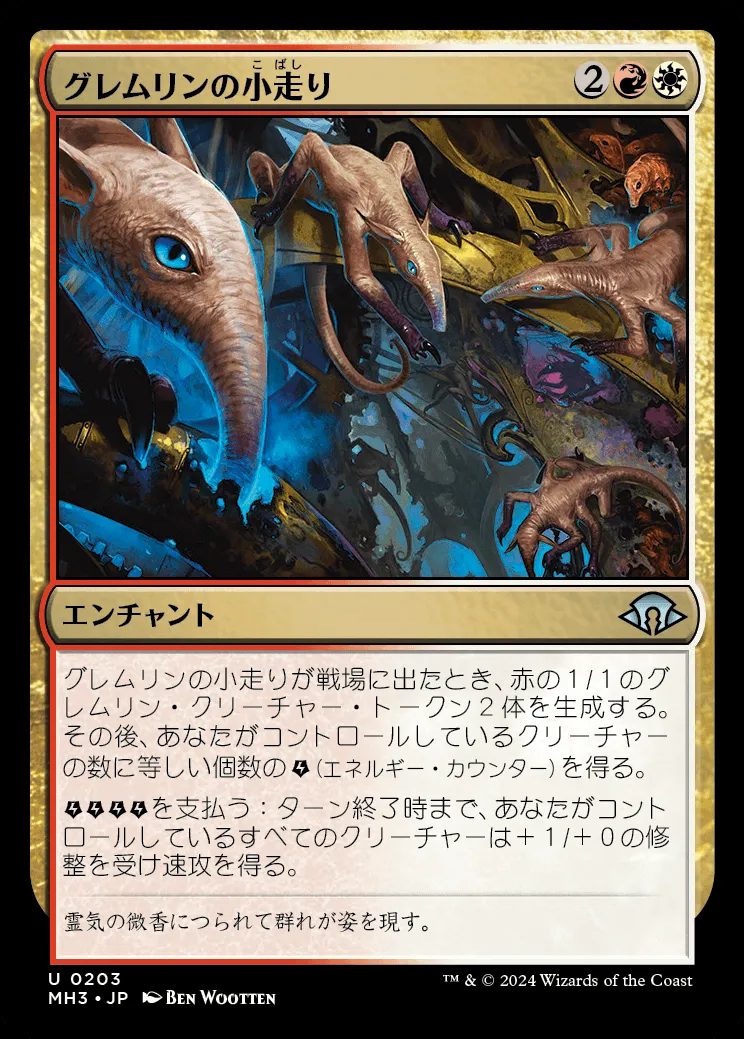 グレムリンの小走り
こばし
2
エンチャント
グレムリンの小走りが戦場に出たとき、赤の1/1のグ
レムリン・クリーチャー・トークン2体を生成する。
その後、あなたがコントロールしているクリーチャー
の数に等しい個数の(エネルギー・カウンター)を得る。
を支払う:ターン終了時まで、あなたがコント
ロールしているすべてのクリーチャーは+1/+0の修
整を受け速攻を得る。
霊気の微香につられて群れが姿を現す。
U 0203
MH3・JP Ben Wootten
™ & © 2024 Wizards of the Coast